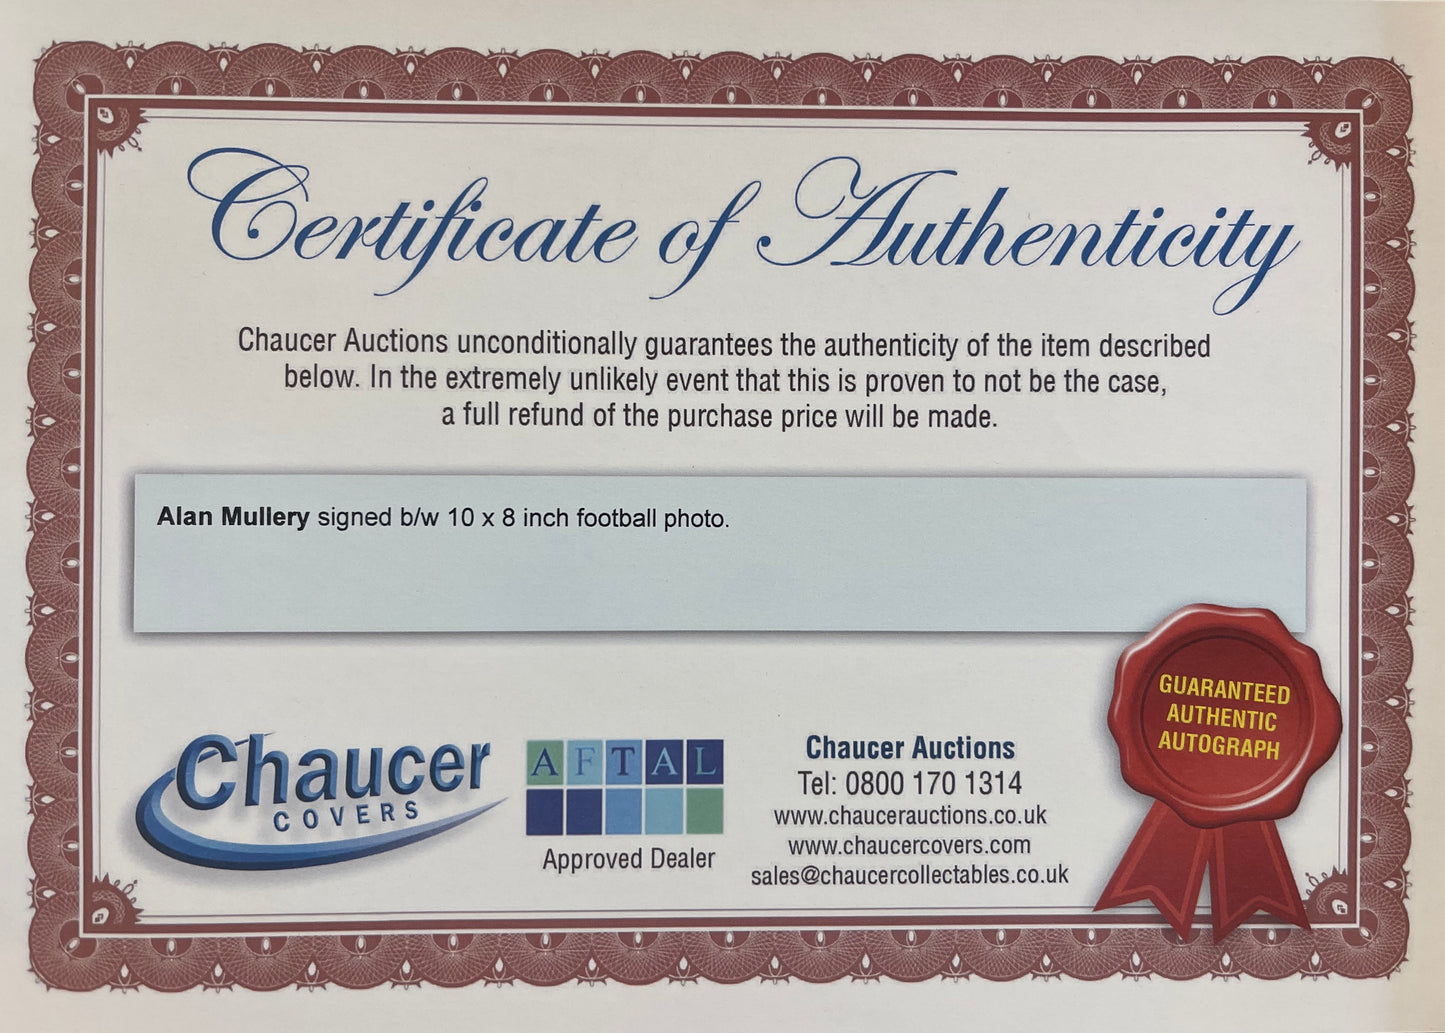 Certificate of Authenticity
Chaucer Auctions unconditionally guarantees the authenticity of the item described
below. In the extremely unlikely event that this is proven to not be the case,
a full refund of the purchase price will be made.
Alan Mullery signed b/w 10 x 8 inch football photo.
Chaucer
COVERS
AFTAL
Approved Dealer
Chaucer Auctions
Tel: 0800 170 1314
www.chaucerauctions.co.uk
www.chaucercovers.com
sales@chaucercollectables.co.uk
GUARANTEED
AUTHENTIC
AUTOGRAPH